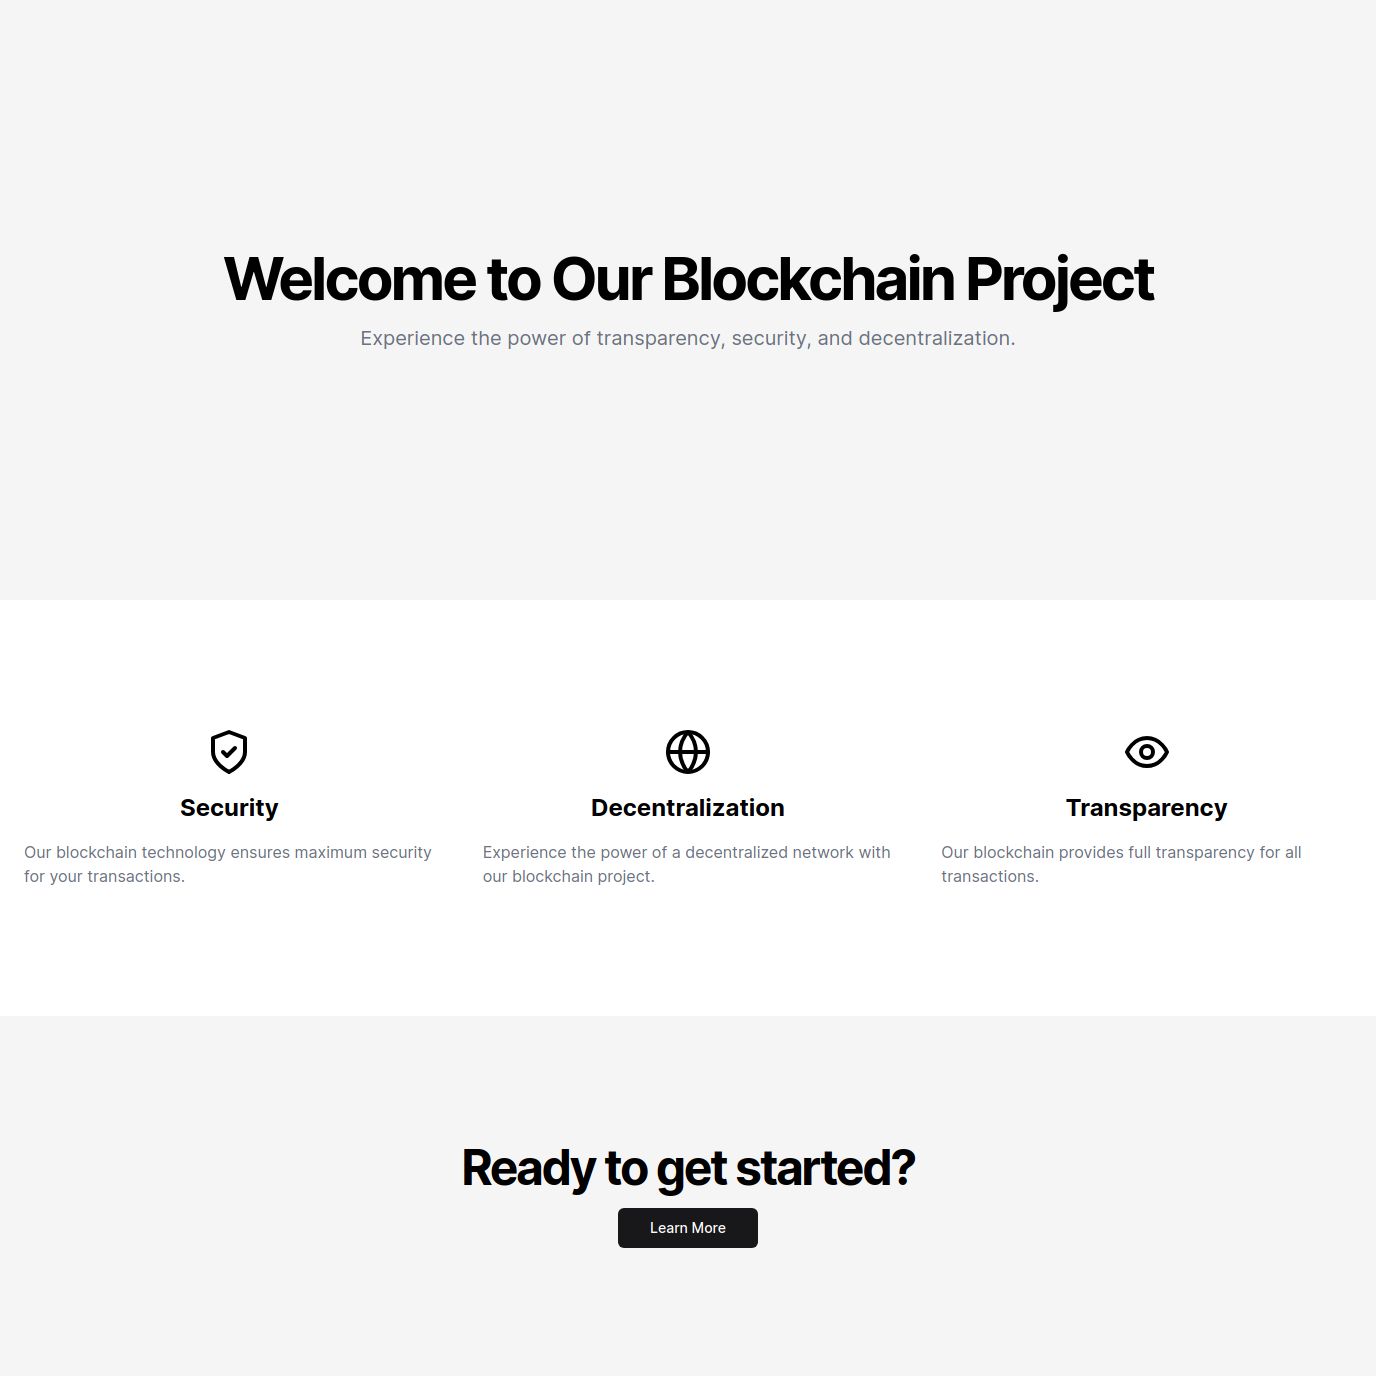 Welcome to Our Blockchain Project
Experience the power of transparency, security, and decentralization.
Security
Our blockchain technology ensures maximum security
for your transactions.
Decentralization
Experience the power of a decentralized network with
our blockchain project.
Transparency
Our blockchain provides full transparency for all
transactions.
Ready to get started?
Learn More